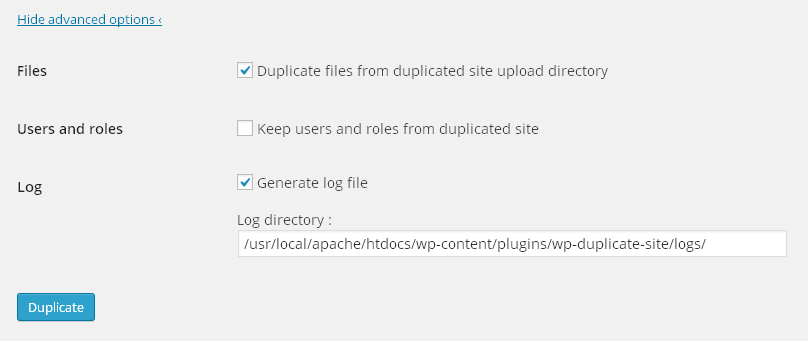 Hide advanced options ‹
Files
Duplicate files from duplicated site upload directory
Users and roles
Keep users and roles from duplicated site
Log
Generate log file
Log directory :
/usr/local/apache/htdocs/wp-content/plugins/wp-duplicate-site/logs/
Duplicate